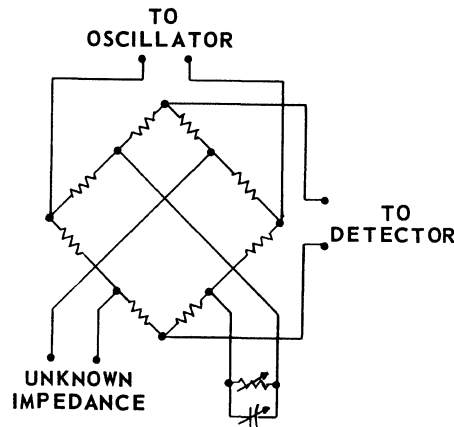 TO
OSCILLATOR
TO
DETECTOR
UNKNOWN
IMPEDANCE